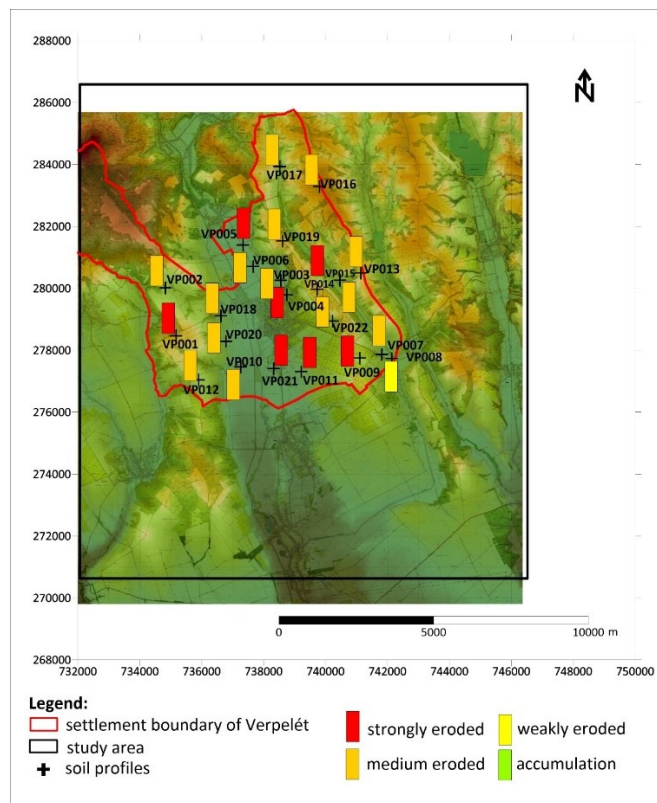 288000
286000
284000
282000
280000
278000
276000
274000
272000
270000
268000
732000 734000 736000 738000 740000 742000 744000 746000 748000 750000
N
VP017
VP016
VP005
VP019
VP006
VP002
VP003
VP014
VP015
VP013
VP018
VP004
VP001
VP020
VP022
VP007
VP008
VP010
VP009
VP012
VP021
VP011
0 5000 10000 m
Legend:
settlement boundary of Verpelét
study area
soil profiles
strongly eroded
medium eroded
weakly eroded
accumulation